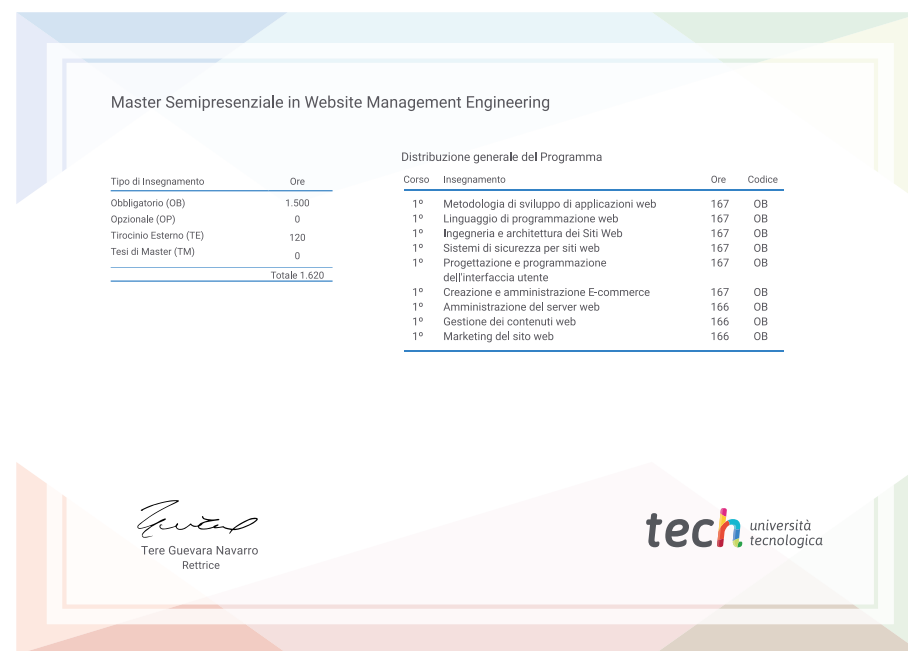 Master Semipresenziale in Website Management Engineering
Tipo di Insegnamento Ore
Obbligatorio (OB) 1.500
Opzionale (OP) 0
Tirocinio Esterno (TE) 120
Tesi di Master (TM) 0
Totale 1.620
Distribuzione generale del Programma
Corso Insegnamento Ore Codice
1º Metodologia di sviluppo di applicazioni web 167 OB
1º Linguaggio di programmazione web 167 OB
1º Ingegneria e architettura dei Siti Web 167 OB
1º Sistemi di sicurezza per siti web 167 OB
1º Progettazione e programmazione 167 OB
dell'interfaccia utente
1º Creazione e amministrazione E-commerce 167 OB
1º Amministrazione del server web 166 OB
1º Gestione dei contenuti web 166 OB
1º Marketing del sito web 166 OB
Tere Guevara Navarro
Rettrice
tech università
tecnologica